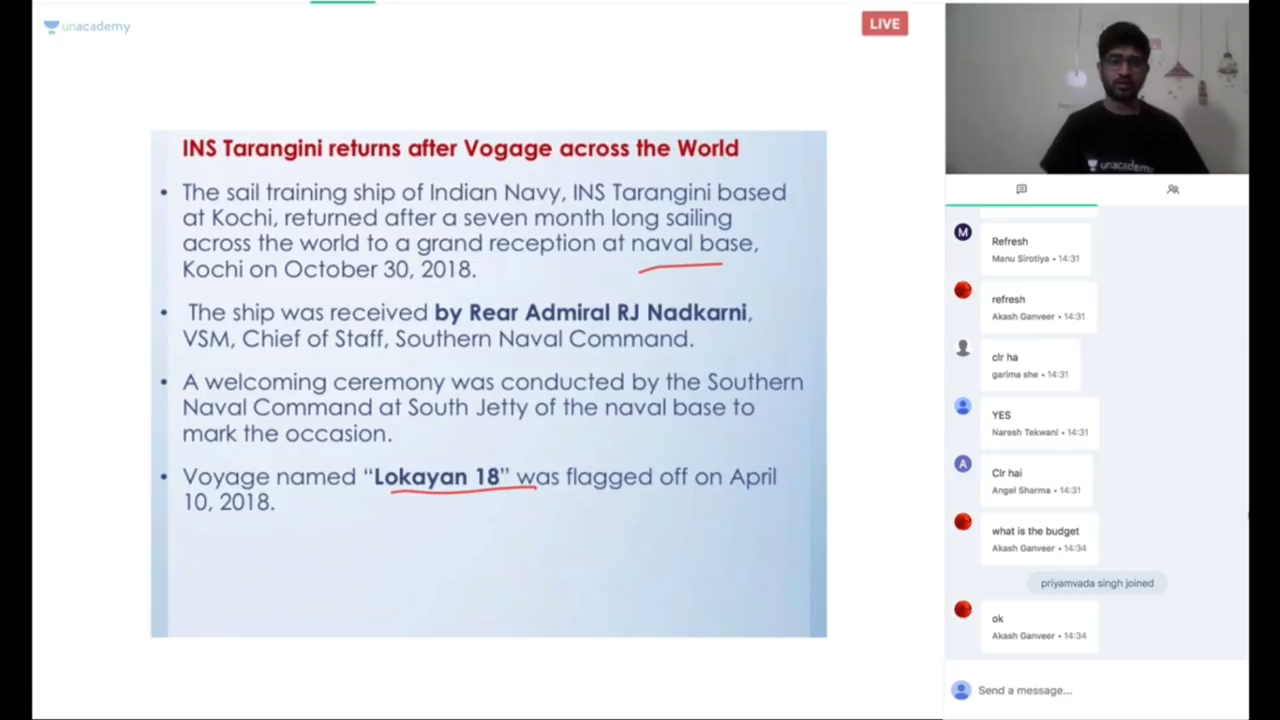 unacademy
LIVE
INS Tarangini returns after Vogage across the World
• The sail training ship of Indian Navy, INS Tarangini based
at Kochi, returned after a seven month long sailing
across the world to a grand reception at naval base,
Kochi on October 30, 2018.
• The ship was received by Rear Admiral RJ Nadkarni,
VSM, Chief of Staff, Southern Naval Command.
• A welcoming ceremony was conducted by the Southern
Naval Command at South Jetty of the naval base to
mark the occasion.
• Voyage named “Lokayan 18” was flagged off on April
10, 2018.
unacademy
M
Refresh
Manu Sirotiya • 14:31
refresh
Akash Ganveer • 14:31
clr ha
garima she • 14:31
YES
Naresh Tekwani • 14:31
A
Clr hai
Angel Sharma • 14:31
what is the budget
Akash Ganveer • 14:34
priyamvada singh joined
ok
Akash Ganveer • 14:34
Send a message...